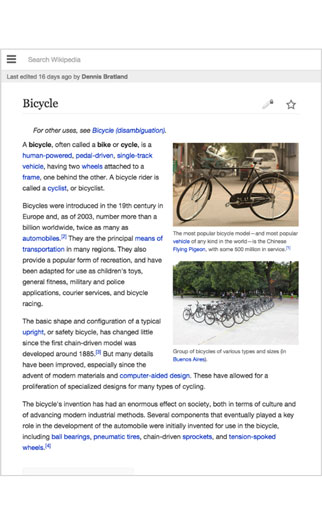 Search Wikipedia
Last edited 16 days ago by Dennis Bratland
Bicycle
For other uses, see Bicycle (disambiguation).
A bicycle, often called a bike or cycle, is a
human-powered, pedal-driven, single-track
vehicle, having two wheels attached to a
frame, one behind the other. A bicycle rider is
called a cyclist, or bicyclist.
The most popular bicycle model—and most popular
vehicle of any kind in the world—is the Chinese
Flying Pigeon, with some 500 million in service.[1]
Bicycles were introduced in the 19th century in
Europe and, as of 2003, number more than a
billion worldwide, twice as many as
automobiles.[2] They are the principal means of
transportation in many regions. They also
provide a popular form of recreation, and have
been adapted for use as children's toys,
general fitness, military and police
applications, courier services, and bicycle
racing.
Group of bicycles of various types and sizes (in
Buenos Aires).
The basic shape and configuration of a typical
upright, or safety bicycle, has changed little
since the first chain-driven model was
developed around 1885.[3] But many details
have been improved, especially since the
advent of modern materials and computer-aided design. These have allowed for a
proliferation of specialized designs for many types of cycling.
The bicycle's invention has had an enormous effect on society, both in terms of culture and
of advancing modern industrial methods. Several components that eventually played a key
role in the development of the automobile were initially invented for use in the bicycle,
including ball bearings, pneumatic tires, chain-driven sprockets, and tension-spoked
wheels.[4]